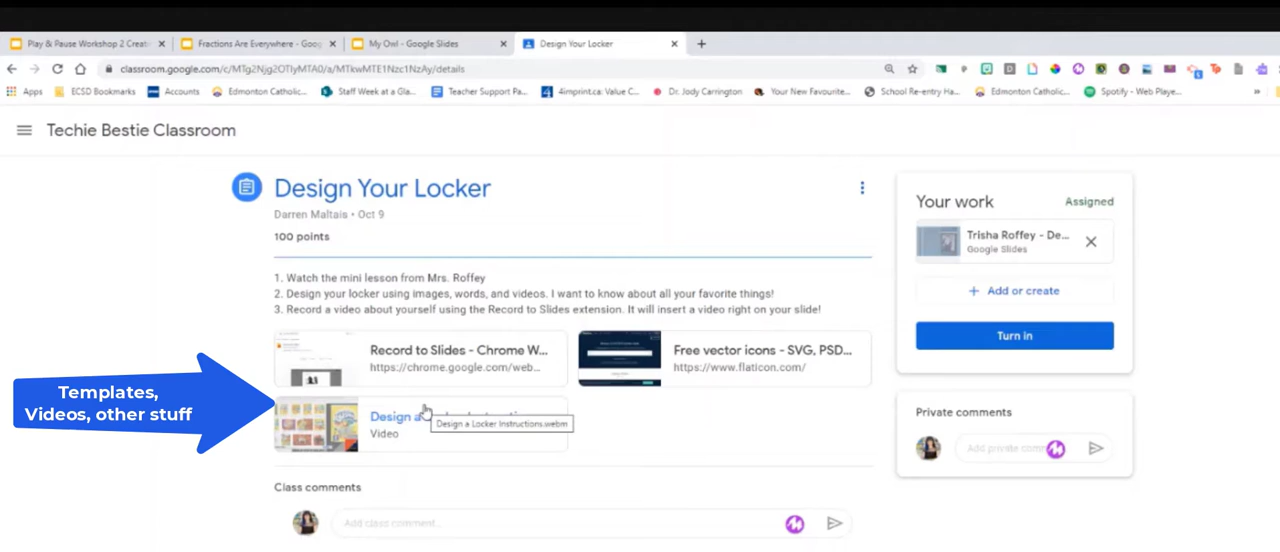 Play & Pause Workshop 2 Creati
Fractions Are Everywhere - Goog
My Owl - Google Slides
Design Your Locker
classroom.google.com/c/MTg2Njg2OTIyMTA0/a/MTkwMTE1Nzc1NzAy/details
Apps
ECSD Bookmarks
Accounts
Edmonton Catholic...
Staff Week at a Gla...
Teacher Support Pa...
4imprint.ca: Value C...
Dr. Jody Carrington
Your New Favourite...
School Re-entry Ha...
Edmonton Catholic...
Spotify - Web Playe...
Techie Bestie Classroom
Design Your Locker
Darren Maltais • Oct 9
100 points
1. Watch the mini lesson from Mrs. Roffey
2. Design your locker using images, words, and videos. I want to know about all your favorite things!
3. Record a video about yourself using the Record to Slides extension. It will insert a video right on your slide!
Record to Slides - Chrome W...
https://chrome.google.com/web...
Free vector icons - SVG, PSD...
https://www.flaticon.com/
Templates,
Videos, other stuff
Design a
Video
Design a Locker Instructions.webm
Class comments
Add class comment...
Your work
Assigned
Trisha Roffey - De...
Google Slides
+ Add or create
Turn in
Private comments
Add private com